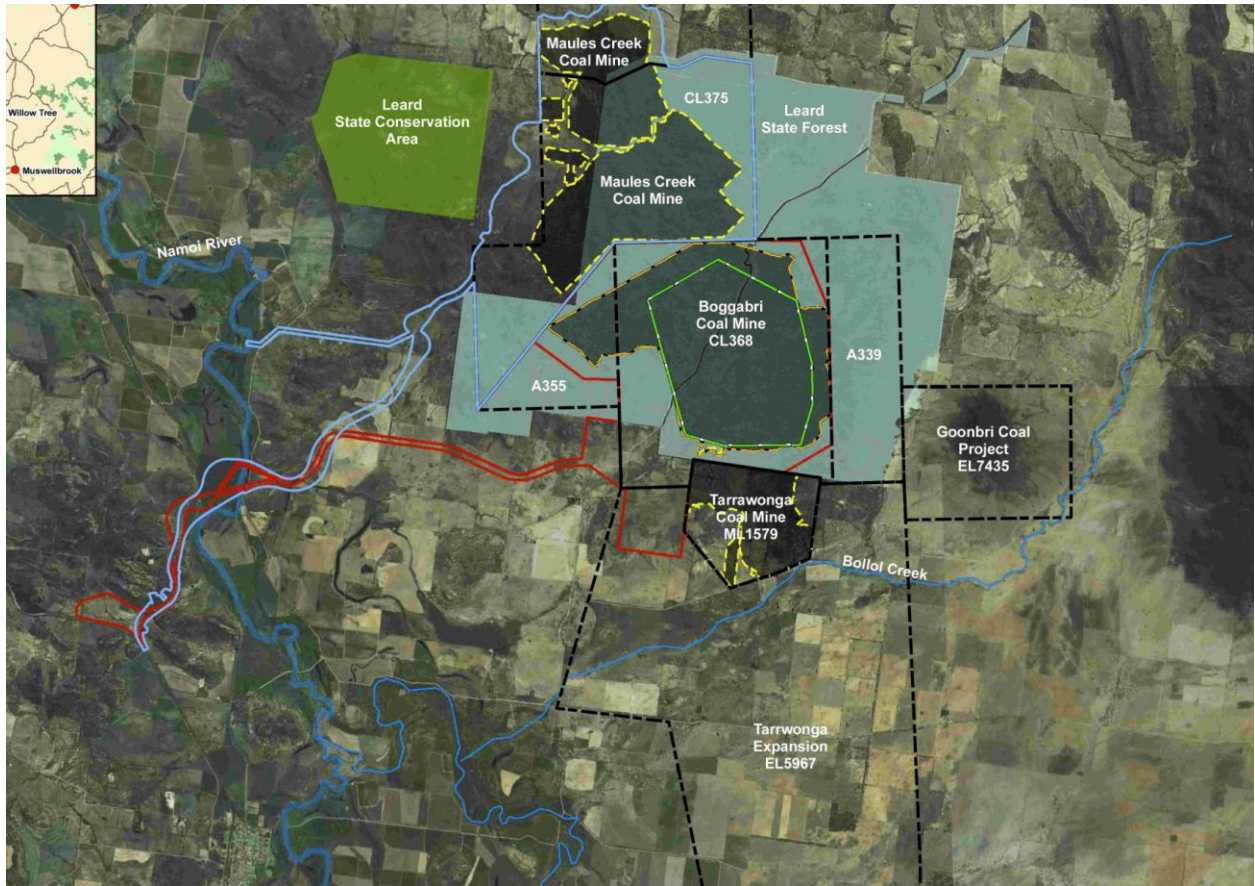 Maules Creek
Coal Mine
Leard
State Conservation
Area
CL375
Leard
State Forest
Willow Tree
Muswellbrook
Maules Creek
Coal Mine
Namoi River
Boggabri
Coal Mine
CL368
A339
A355
Goonbri Coal
Project
EL7435
Tarrawonga
Coal Mine
ML1579
Bollol Creek
Tarrwonga
Expansion
EL5967